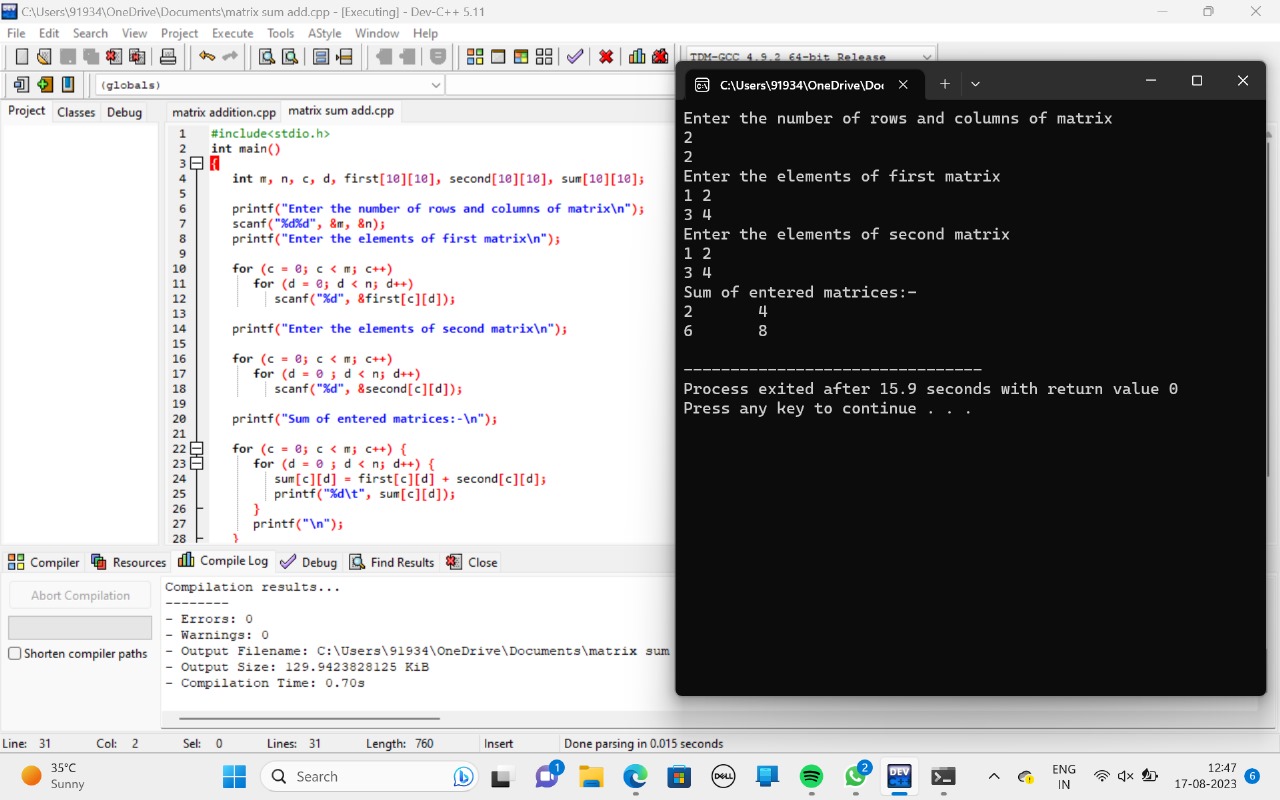 C:\Users\91934\OneDrive\Documents\matrix sum add.cpp - [Executing] - Dev-C++ 5.11
File Edit Search View Project Execute Tools AStyle Window Help
TDM-GCC 4.9.2 64-bit Release
(globals)
Project Classes Debug
matrix addition.cpp matrix sum add.cpp
1 #include<stdio.h>
2 int main()
3 {
4 int m, n, c, d, first[10][10], second[10][10], sum[10][10];
5
6 printf("Enter the number of rows and columns of matrix\n");
7 scanf("%d%d", &m, &n);
8 printf("Enter the elements of first matrix\n");
9
10 for (c = 0; c < m; c++)
11 for (d = 0; d < n; d++)
12 scanf("%d", &first[c][d]);
13
14 printf("Enter the elements of second matrix\n");
15
16 for (c = 0; c < m; c++)
17 for (d = 0 ; d < n; d++)
18 scanf("%d", &second[c][d]);
19
20 printf("Sum of entered matrices:-\n");
21
22 for (c = 0; c < m; c++) {
23 for (d = 0 ; d < n; d++) {
24 sum[c][d] = first[c][d] + second[c][d];
25 printf("%d\t", sum[c][d]);
26 }
27 printf("\n");
28 }
C:\Users\91934\OneDrive\Doc
Enter the number of rows and columns of matrix
2
2
Enter the elements of first matrix
1 2
3 4
Enter the elements of second matrix
1 2
3 4
Sum of entered matrices:-
2 4
6 8
--------------------------------
Process exited after 15.9 seconds with return value 0
Press any key to continue . . .
Compiler Resources Compile Log Debug Find Results Close
Abort Compilation
Shorten compiler paths
Compilation results...
--------
- Errors: 0
- Warnings: 0
- Output Filename: C:\Users\91934\OneDrive\Documents\matrix sum
- Output Size: 129.9423828125 KiB
- Compilation Time: 0.70s
Line: 31 Col: 2 Sel: 0 Lines: 31 Length: 760 Insert Done parsing in 0.015 seconds
35°C
Sunny
Search
1
DELL
2
DEV
ENG
IN
12:47
17-08-2023
6